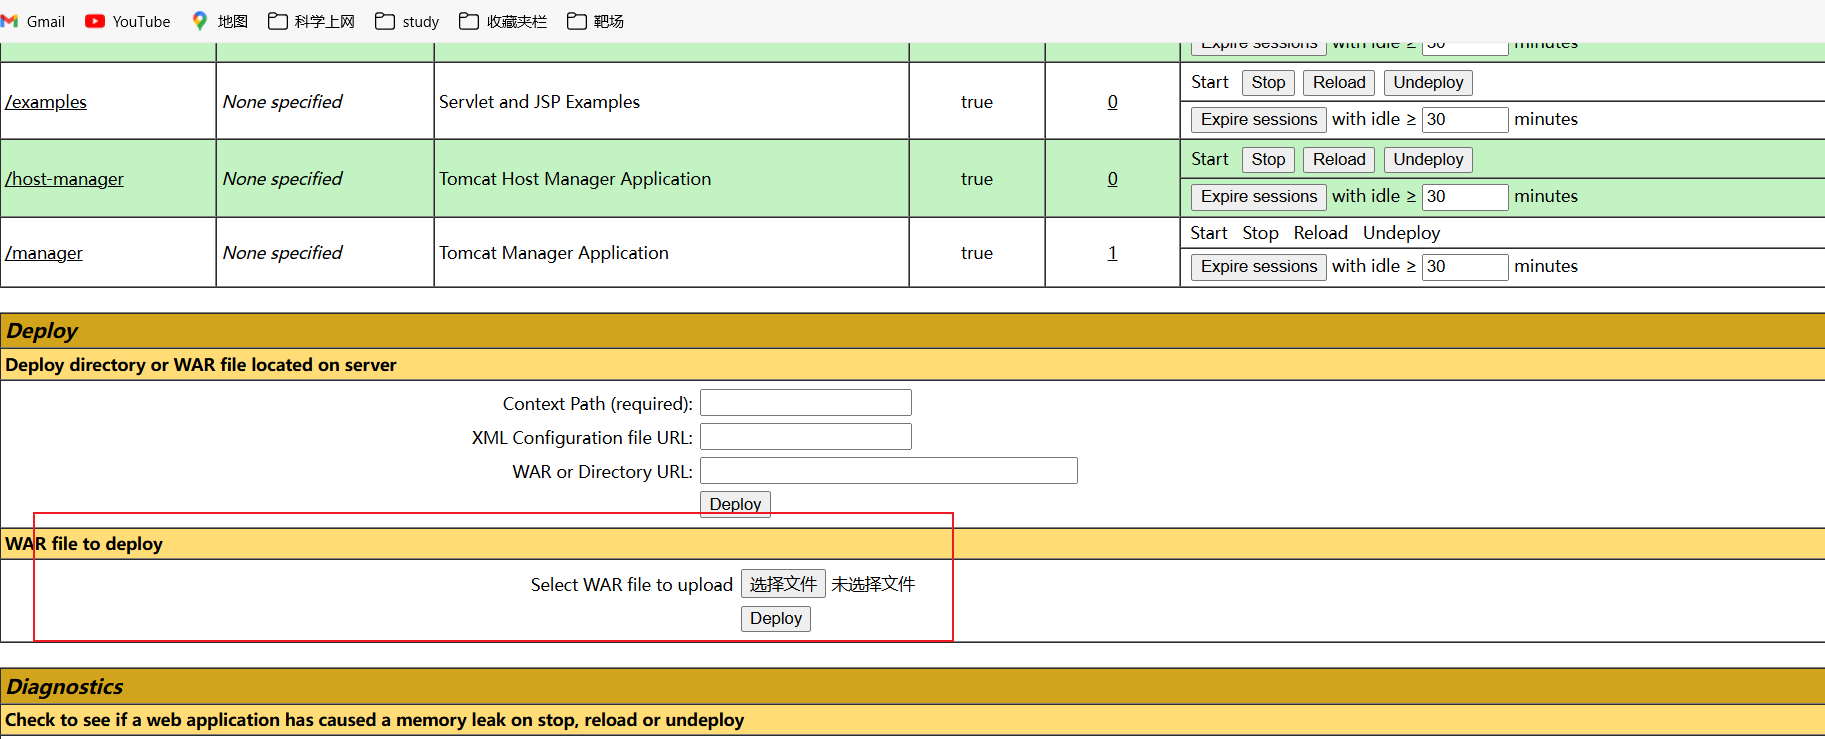 Gmail YouTube 地图 科学上网 study 收藏夹栏 靶场
Expire sessions with idle ≥ 30 minutes
/examples None specified Servlet and JSP Examples true 0 Start Stop Reload Undeploy
Expire sessions with idle ≥ 30 minutes
/host-manager None specified Tomcat Host Manager Application true 0 Start Stop Reload Undeploy
Expire sessions with idle ≥ 30 minutes
/manager None specified Tomcat Manager Application true 1 Start Stop Reload Undeploy
Expire sessions with idle ≥ 30 minutes
Deploy
Deploy directory or WAR file located on server
Context Path (required):
XML Configuration file URL:
WAR or Directory URL:
Deploy
WAR file to deploy
Select WAR file to upload 选择文件 未选择文件
Deploy
Diagnostics
Check to see if a web application has caused a memory leak on stop, reload or undeploy